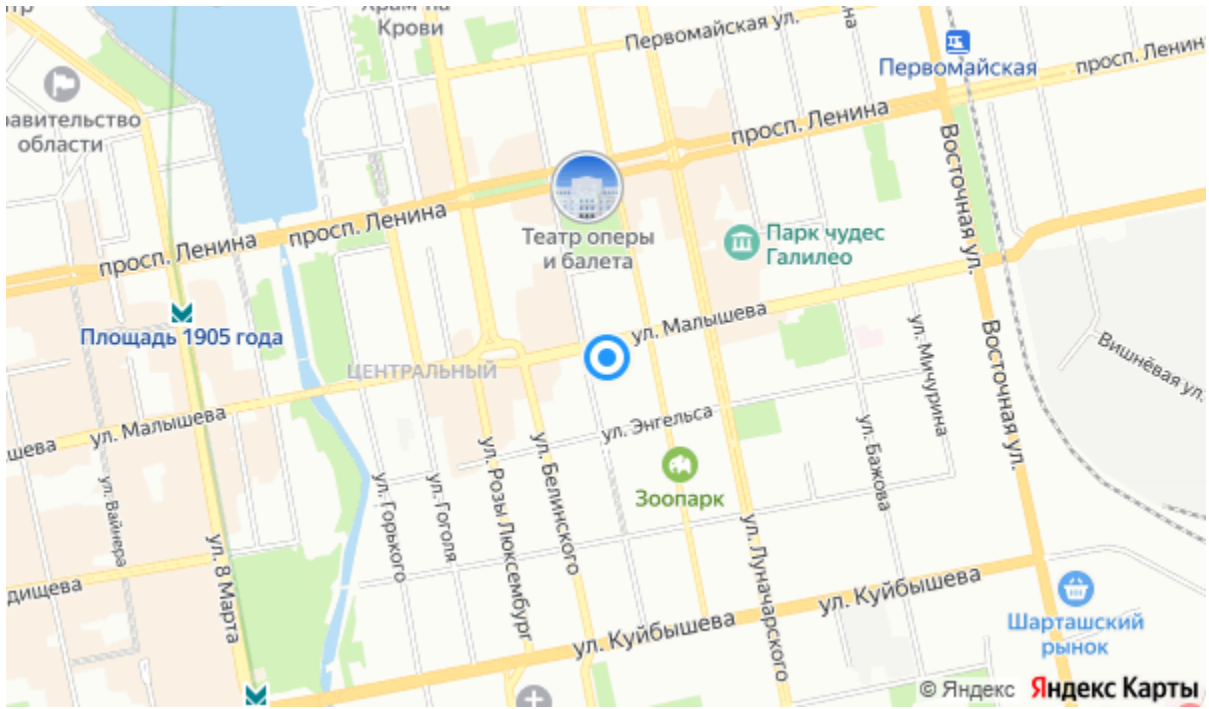 Храм-на-
Крови
Первомайская ул.
Первомайская
просп. Ленин
просп. Ленина
просп. Ленина
просп. Ленина
равительство
области
Восточная ул.
Театр оперы
и балета
Парк чудес
Галилео
Площадь 1905 года
ул. Малышева
ЦЕНТРАЛЬНЫЙ
ул. Мичурина
Восточная ул.
Вишнёвая ул.
ул. Малышева
шева
ул. Энгельса
ул. Бажова
ул. Вайнера
ул. Горького
ул. Гоголя
ул. Розы Люксембург
ул. Белинского
Зоопарк
ул. Луначарского
ул. 8 Марта
дищева
ул. Куйбышева
ул. Куйбышева
Шарташский
рынок
© Яндекс Яндекс Карты